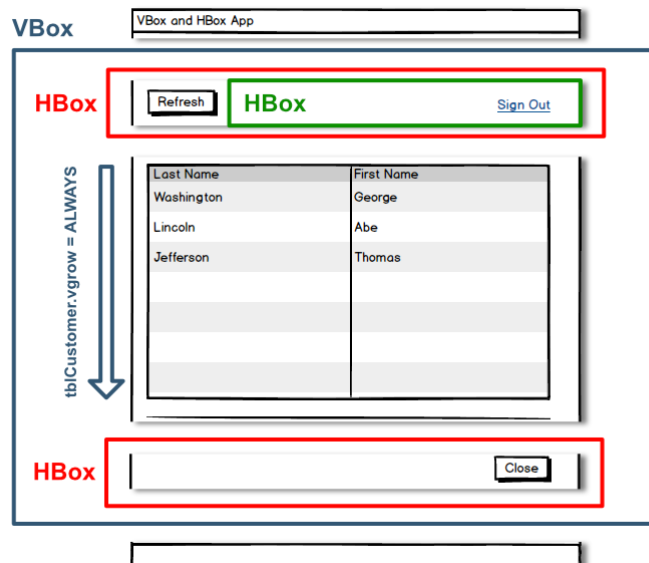 VBox
VBox and HBox App
HBox
Refresh
HBox
Sign Out
tblCustomer.vgrow = ALWAYS
Last Name First Name
Washington George
Lincoln Abe
Jefferson Thomas
HBox
Close